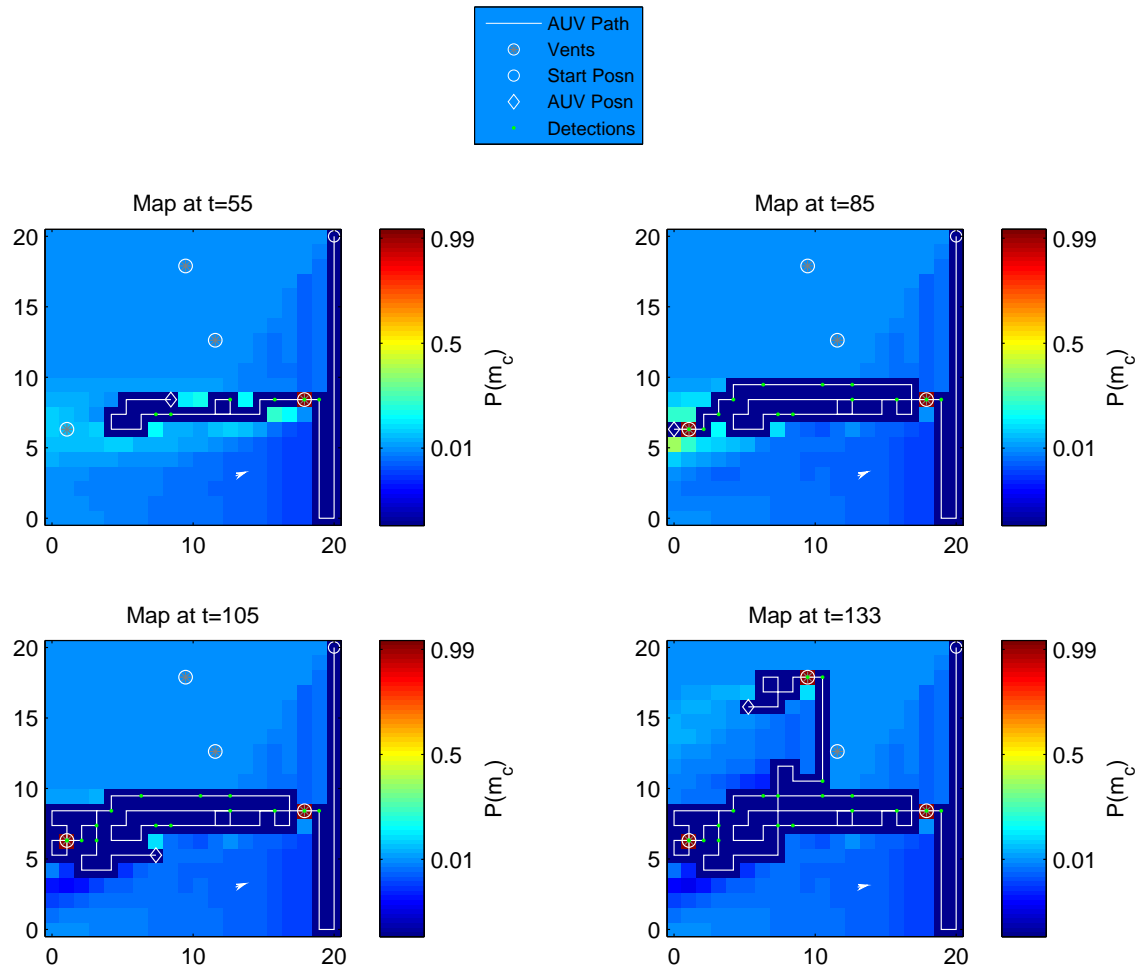 AUV Path
Vents
Start Posn
AUV Posn
Detections
Map at t=55
20
15
10
5
0
0 10 20
0.99
0.5
0.01
P(m_c)
Map at t=85
20
15
10
5
0
0 10 20
0.99
0.5
0.01
P(m_c)
Map at t=105
20
15
10
5
0
0 10 20
0.99
0.5
0.01
P(m_c)
Map at t=133
20
15
10
5
0
0 10 20
0.99
0.5
0.01
P(m_c)